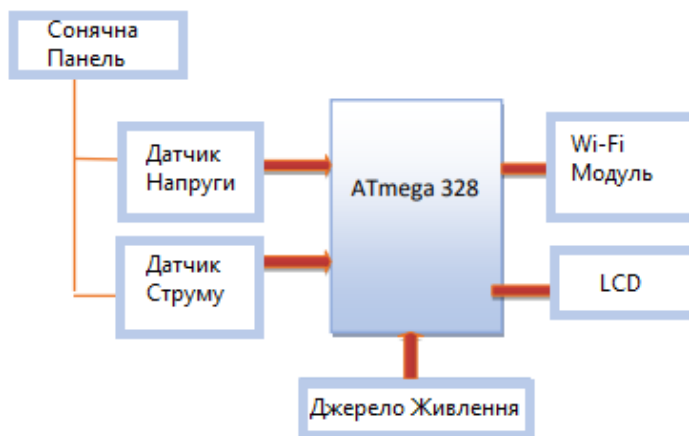 Сонячна
Панель
Датчик
Напруги
ATmega 328
Wi-Fi
Модуль
Датчик
Струму
LCD
Джерело Живлення